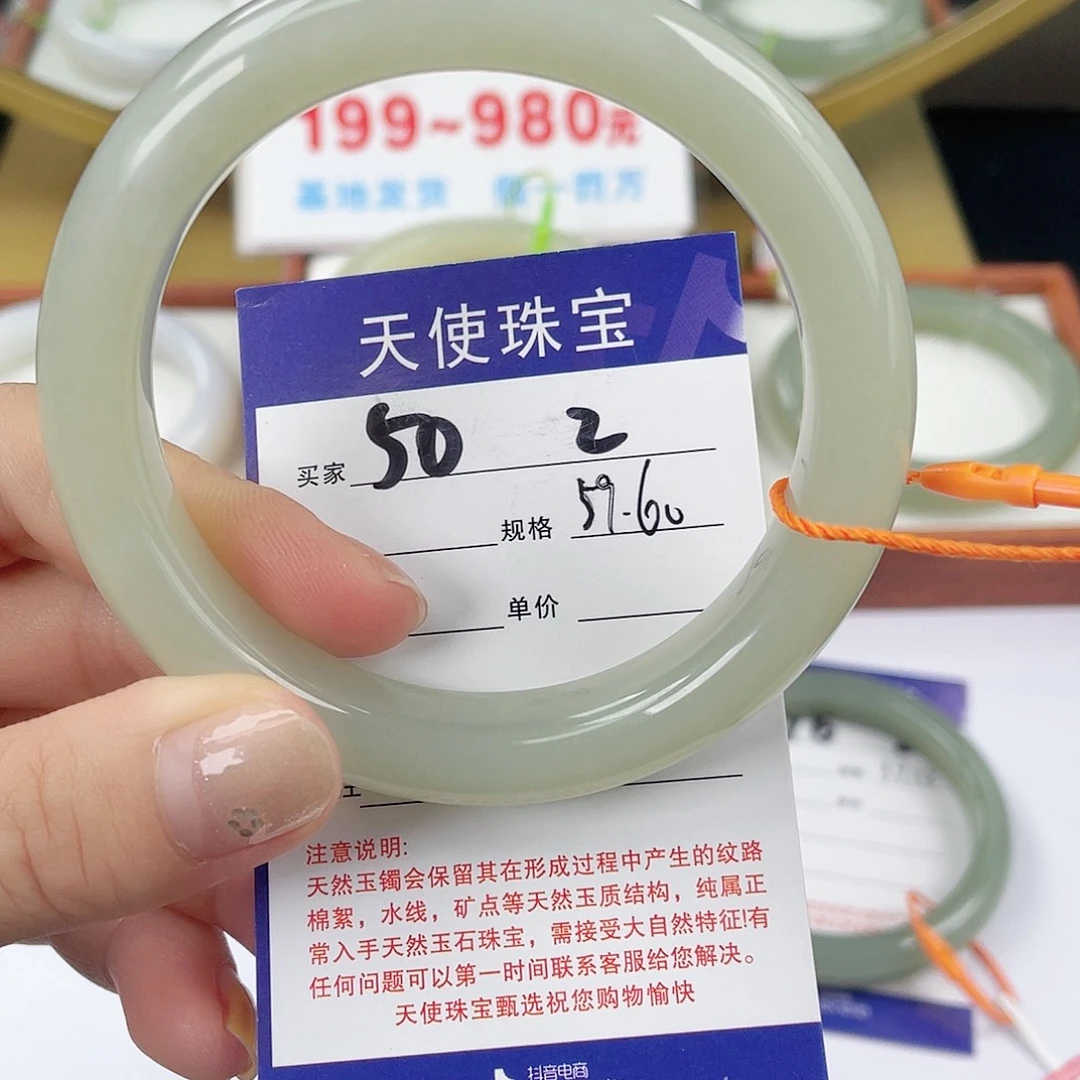 199~980元
基地发货 假一罚万
天使珠宝
买家 50 2
规格 59-60
单价
注意说明:
天然玉镯会保留其在形成过程中产生的纹路
棉絮，水线，矿点等天然玉质结构，纯属正
常入手天然玉石珠宝，需接受大自然特征!有
任何问题可以第一时间联系客服给您解决。
天使珠宝甄选祝您购物愉快
抖音电商